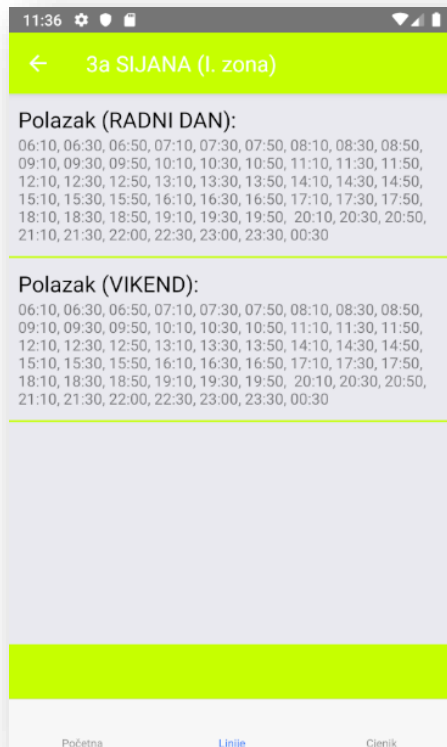 11:36
3a SIJANA (I. zona)
Polazak (RADNI DAN):
06:10, 06:30, 06:50, 07:10, 07:30, 07:50, 08:10, 08:30, 08:50,
09:10, 09:30, 09:50, 10:10, 10:30, 10:50, 11:10, 11:30, 11:50,
12:10, 12:30, 12:50, 13:10, 13:30, 13:50, 14:10, 14:30, 14:50,
15:10, 15:30, 15:50, 16:10, 16:30, 16:50, 17:10, 17:30, 17:50,
18:10, 18:30, 18:50, 19:10, 19:30, 19:50,  20:10, 20:30, 20:50,
21:10, 21:30, 22:00, 22:30, 23:00, 23:30, 00:30
Polazak (VIKEND):
06:10, 06:30, 06:50, 07:10, 07:30, 07:50, 08:10, 08:30, 08:50,
09:10, 09:30, 09:50, 10:10, 10:30, 10:50, 11:10, 11:30, 11:50,
12:10, 12:30, 12:50, 13:10, 13:30, 13:50, 14:10, 14:30, 14:50,
15:10, 15:30, 15:50, 16:10, 16:30, 16:50, 17:10, 17:30, 17:50,
18:10, 18:30, 18:50, 19:10, 19:30, 19:50,  20:10, 20:30, 20:50,
21:10, 21:30, 22:00, 22:30, 23:00, 23:30, 00:30
Početna Linije Cjenik